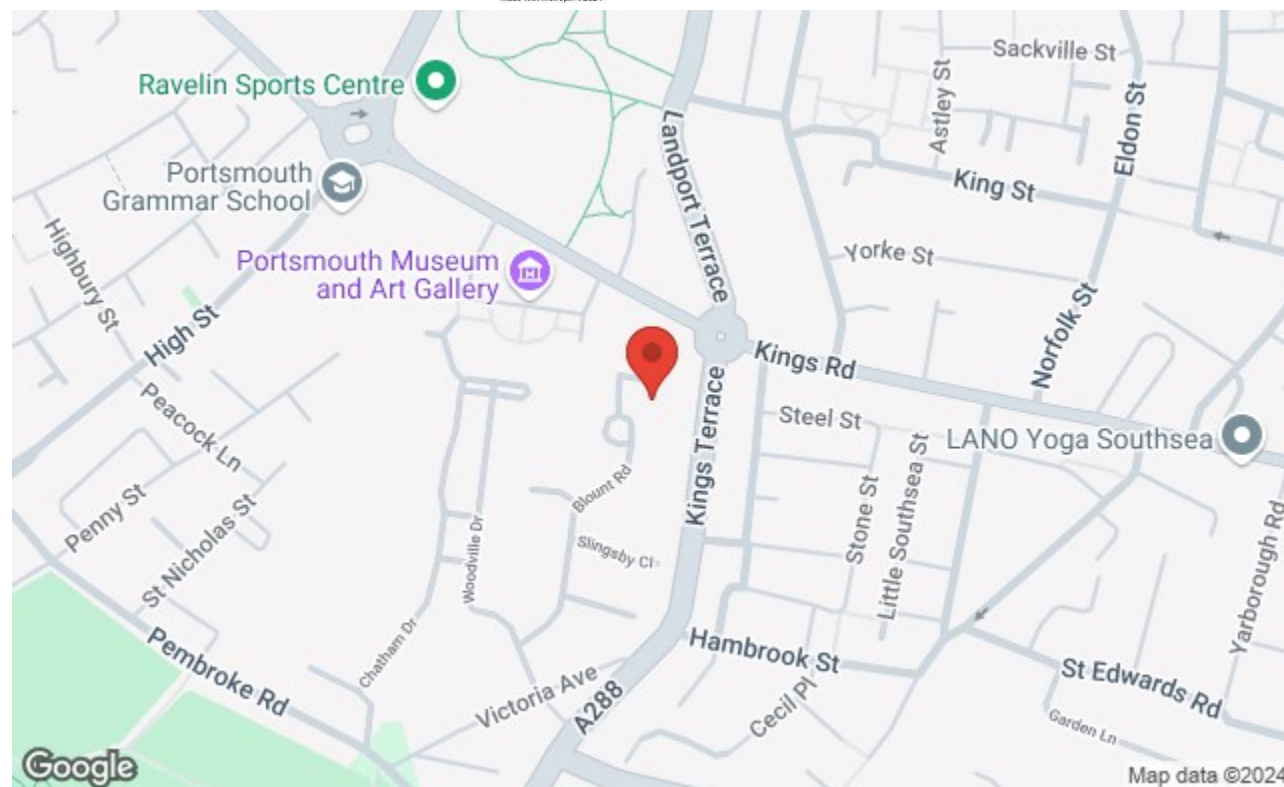 Sackville St
Ravelin Sports Centre
Astley St
Eldon St
Landport Terrace
Portsmouth
Grammar School
King St
Highbury St
Yorke St
Portsmouth Museum
and Art Gallery
High St
Norfolk St
Kings Rd
Peacock Ln
Steel St
LANO Yoga Southsea
Kings Terrace
Little Southsea St
Stone St
Blount Rd
Penny St
St Nicholas St
Woodville Dr
Slingsby Cl
Yarborough Rd
Chatham Dr
Pembroke Rd
Hambrook St
St Edwards Rd
Victoria Ave
A288
Cecil Pl
Garden Ln
Google
Map data ©2024